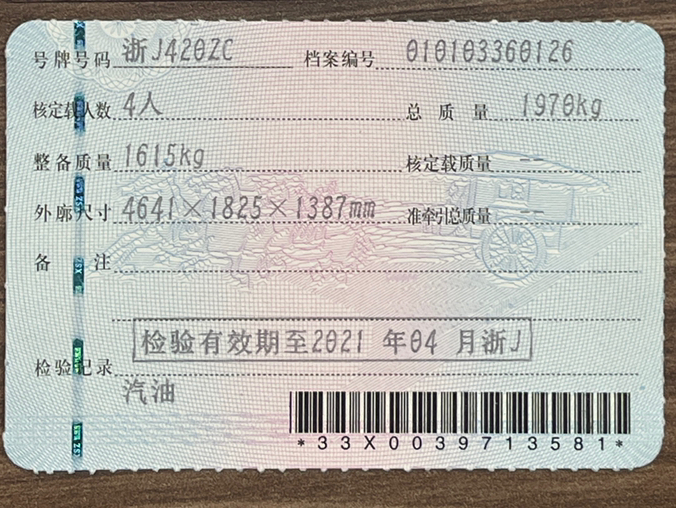 号牌号码 浙J420ZC 档案编号 010103360126
核定载人数 4人 总质量 1970kg
整备质量 1615kg 核定载质量 --
外廓尺寸 4641×1825×1387mm 准牵引总质量 --
备注
检验记录 检验有效期至2021 年04 月浙J
汽油
*33X0039713581*